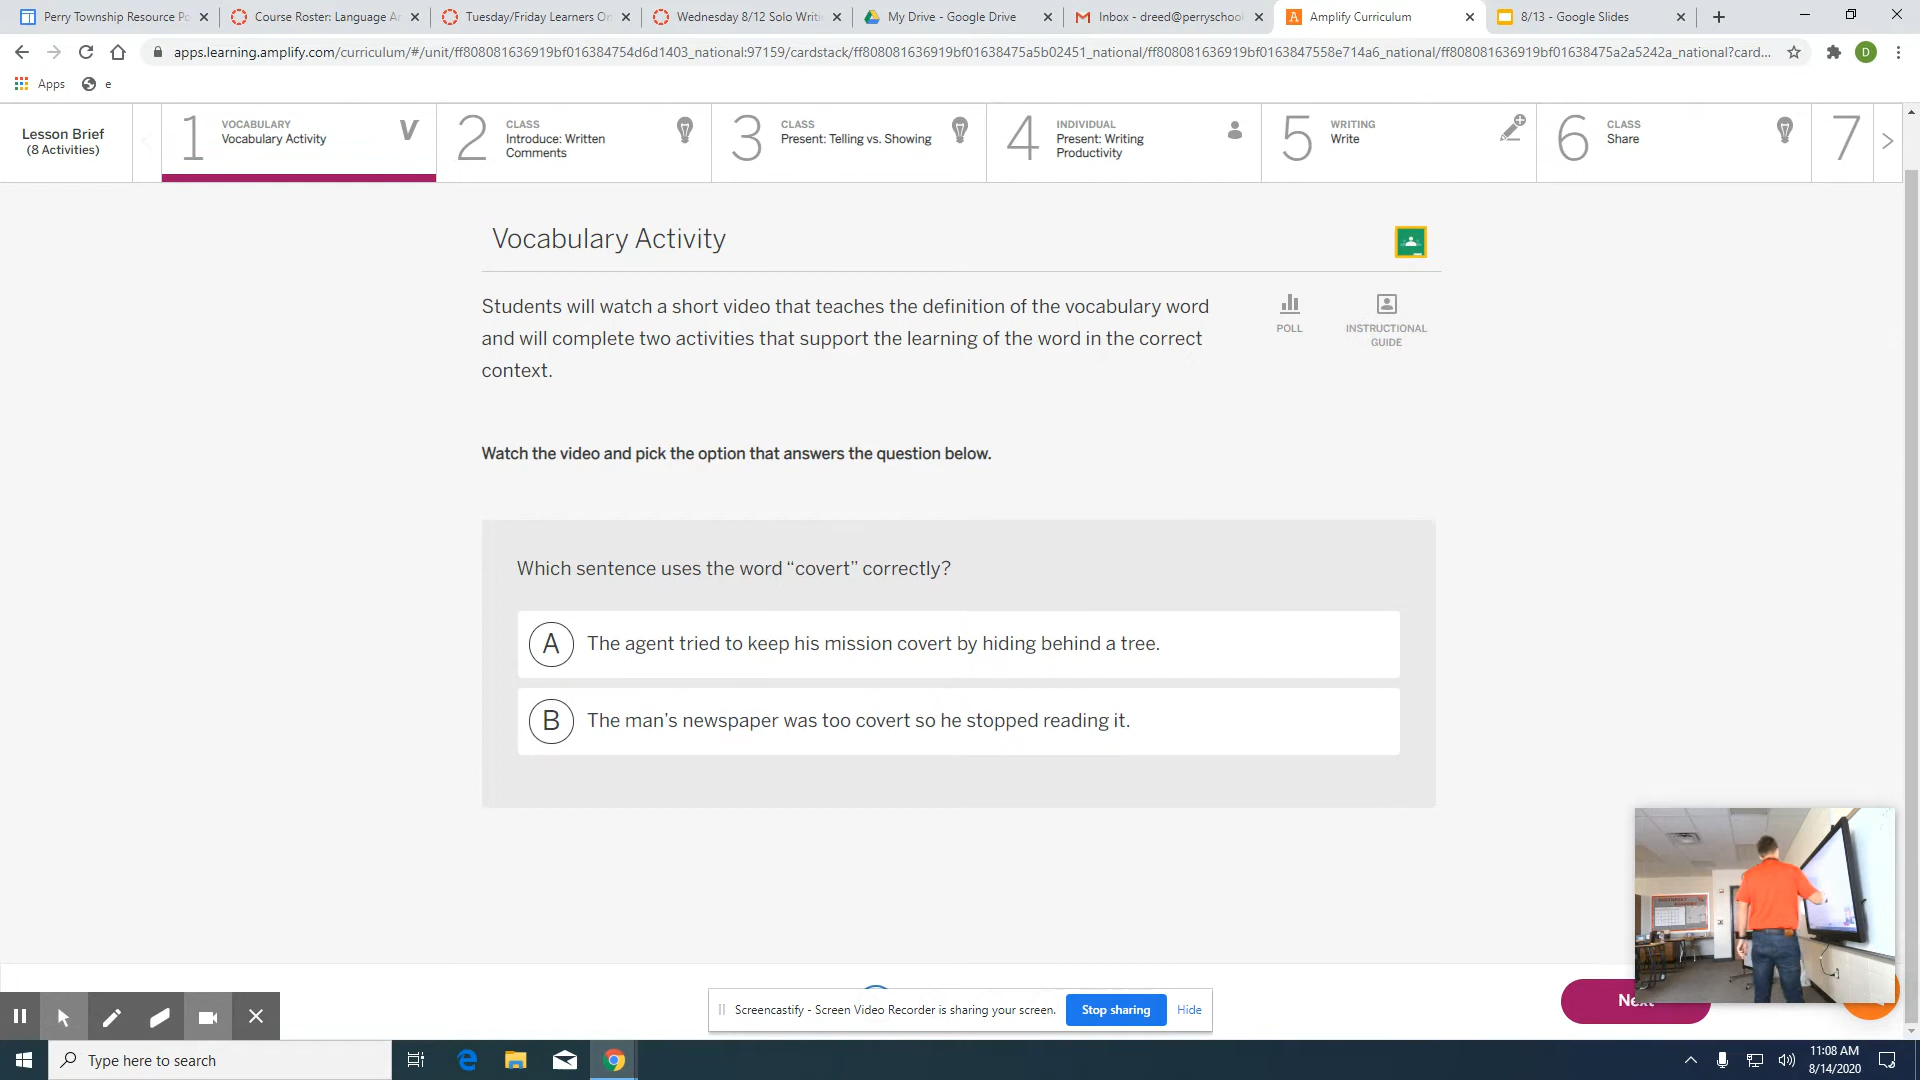 Perry Township Resource Po
Course Roster: Language Ar
Tuesday/Friday Learners On
Wednesday 8/12 Solo Writi
My Drive - Google Drive
Inbox - dreed@perryschool
Amplify Curriculum
8/13 - Google Slides
apps.learning.amplify.com/curriculum/#/unit/ff808081636919bf016384754d6d1403_national:97159/cardstack/ff808081636919bf01638475a5b02451_national/ff808081636919bf0163847558e714a6_national/ff808081636919bf01638475a2a5242a_national?card...
D
Apps
e
Lesson Brief
(8 Activities)
1
VOCABULARY
Vocabulary Activity
V
2
CLASS
Introduce: Written
Comments
3
CLASS
Present: Telling vs. Showing
4
INDIVIDUAL
Present: Writing
Productivity
5
WRITING
Write
6
CLASS
Share
7
Vocabulary Activity
Students will watch a short video that teaches the definition of the vocabulary word
and will complete two activities that support the learning of the word in the correct
context.
POLL
INSTRUCTIONAL
GUIDE
Watch the video and pick the option that answers the question below.
Which sentence uses the word “covert” correctly?
A The agent tried to keep his mission covert by hiding behind a tree.
B The man’s newspaper was too covert so he stopped reading it.
Next
Screencastify - Screen Video Recorder is sharing your screen.
Stop sharing
Hide
Type here to search
11:08 AM
8/14/2020